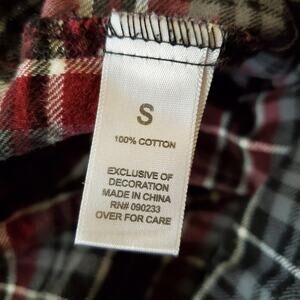 S
100% COTTON
EXCLUSIVE OF
DECORATION
MADE IN CHINA
RN# 090233
OVER FOR CARE